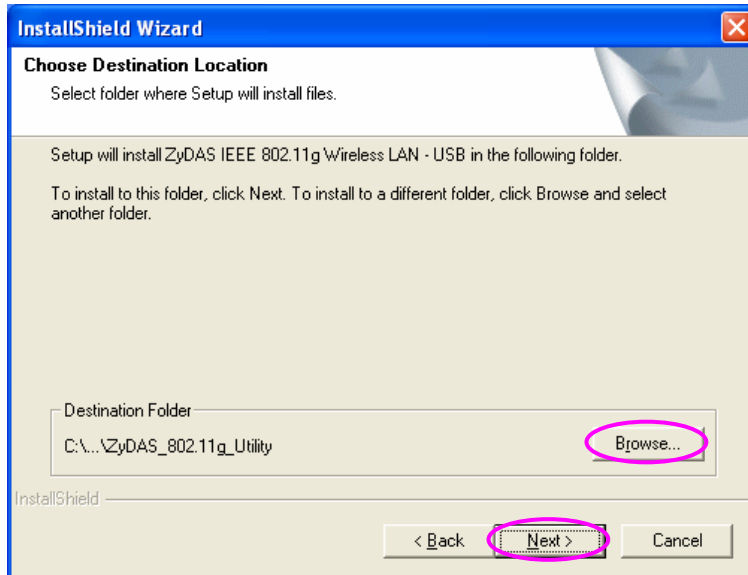 InstallShield Wizard
Choose Destination Location
Select folder where Setup will install files.
Setup will install ZyDAS IEEE 802.11g Wireless LAN - USB in the following folder.
To install to this folder, click Next. To install to a different folder, click Browse and select
another folder.
Destination Folder
C:\...\ZyDAS_802.11g_Utility
Browse...
InstallShield
< Back
Next >
Cancel